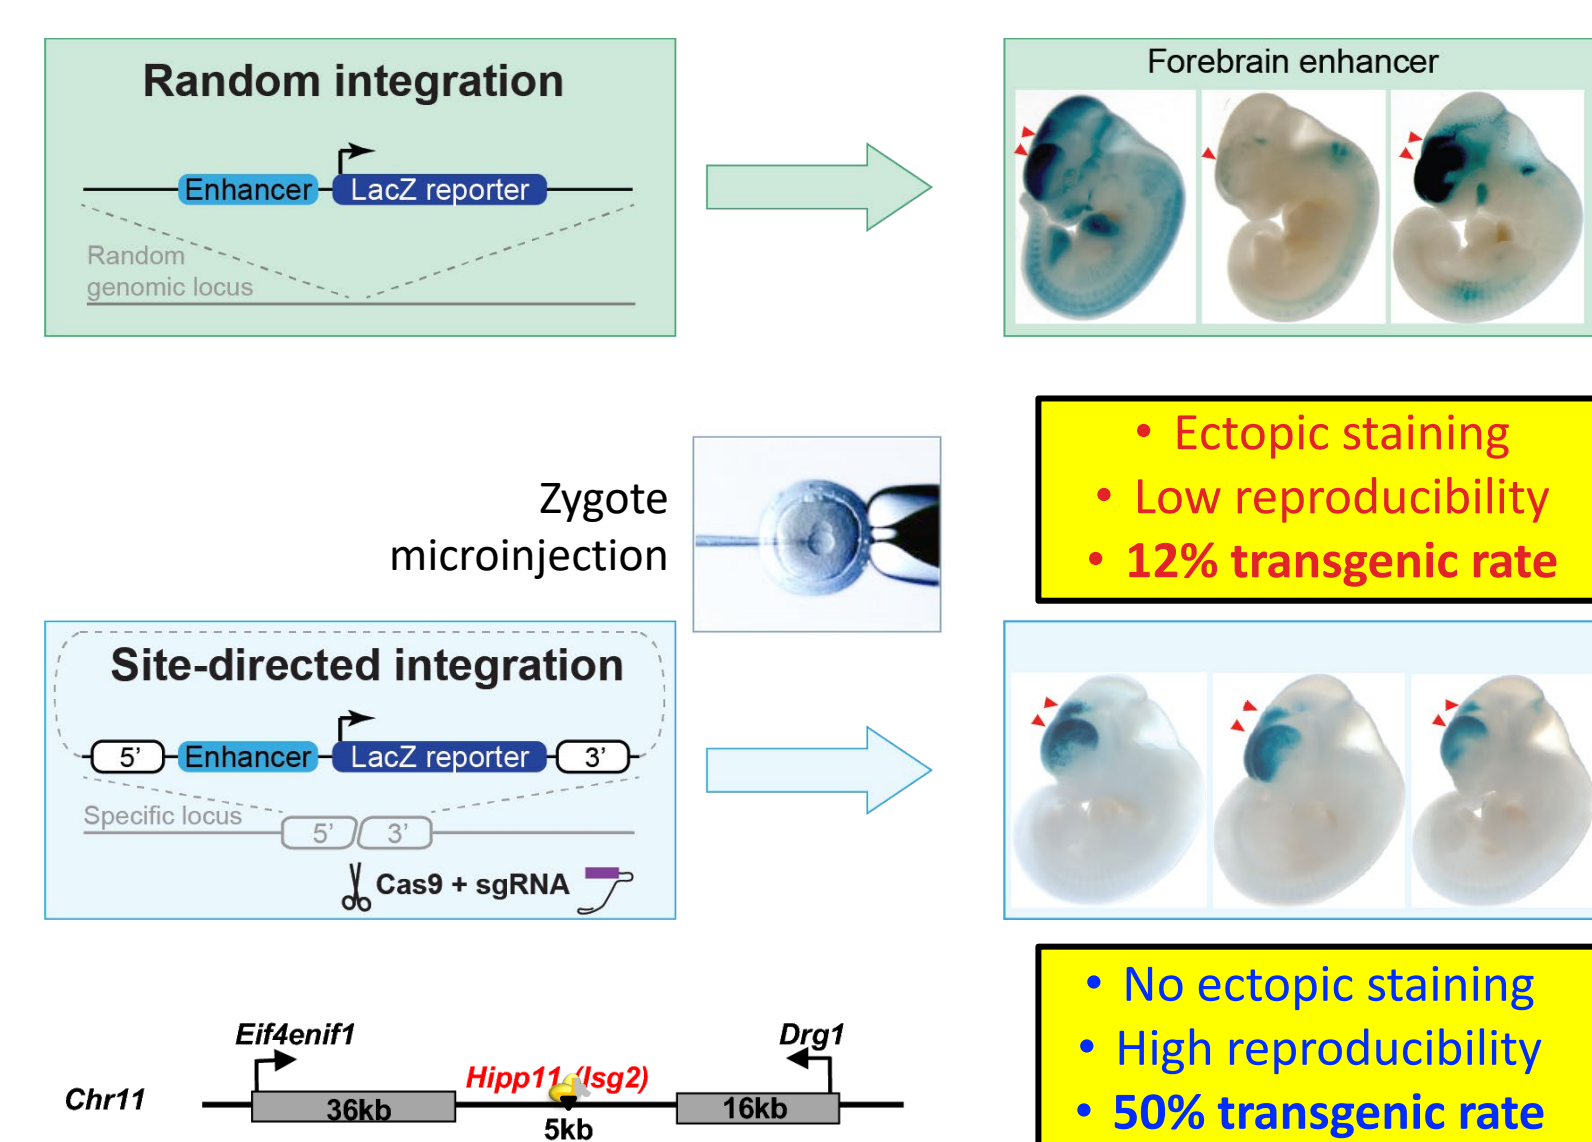 Random integration
Enhancer
LacZ reporter
Random
genomic locus
Forebrain enhancer
Zygote
microinjection
• Ectopic staining
• Low reproducibility
• 12% transgenic rate
Site-directed integration
5’
Enhancer
LacZ reporter
3’
Specific locus
5’
3’
Cas9 + sgRNA
• No ectopic staining
• High reproducibility
• 50% transgenic rate
Eif4enif1
Drg1
Hipp11 (Isg2)
Chr11
36kb
16kb
5kb